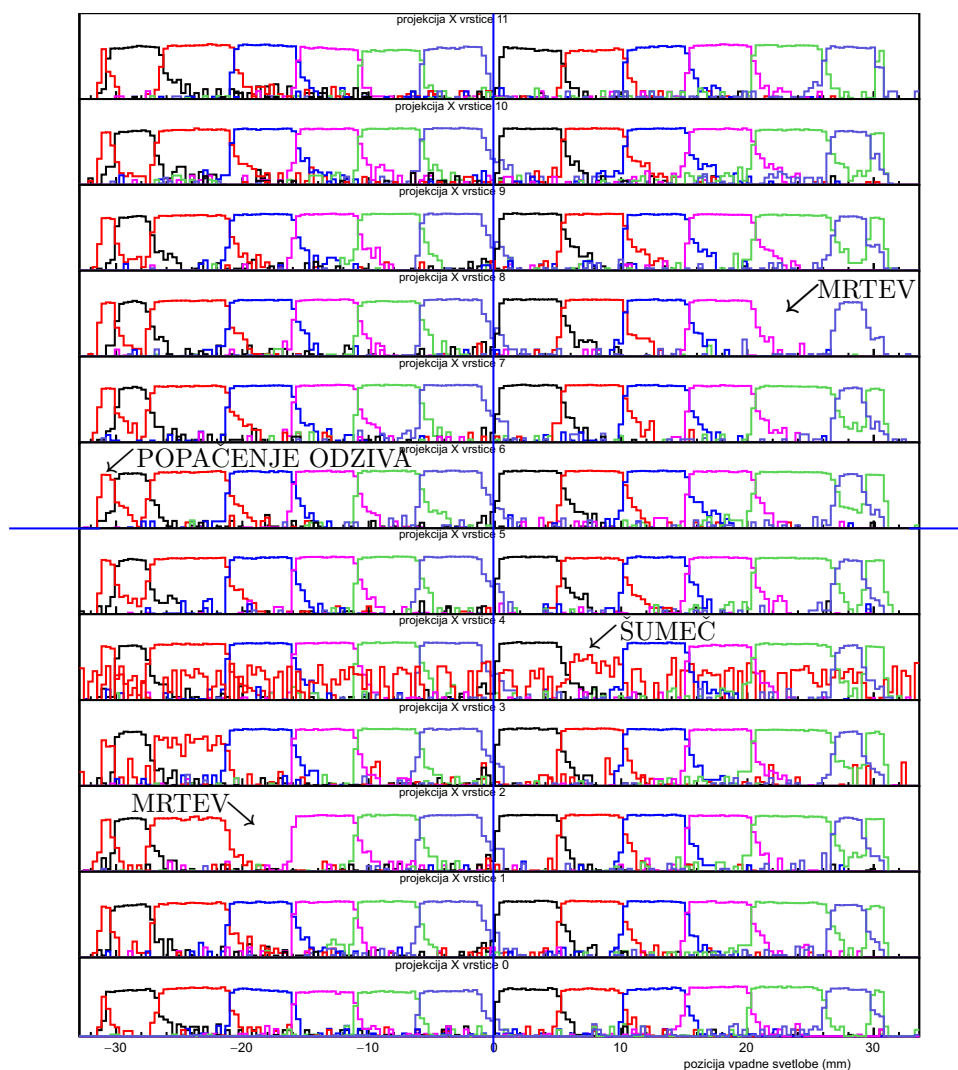 projekcija X vrstice 11
projekcija X vrstice 10
projekcija X vrstice 9
projekcija X vrstice 8
MRTEV
projekcija X vrstice 7
projekcija X vrstice 6
POPAČENJE ODZIVA
projekcija X vrstice 5
projekcija X vrstice 4
ŠUMEČ
projekcija X vrstice 3
projekcija X vrstice 2
MRTEV
projekcija X vrstice 1
projekcija X vrstice 0
−30 −20 −10 0 10 20 30
pozicija vpadne svetlobe (mm)